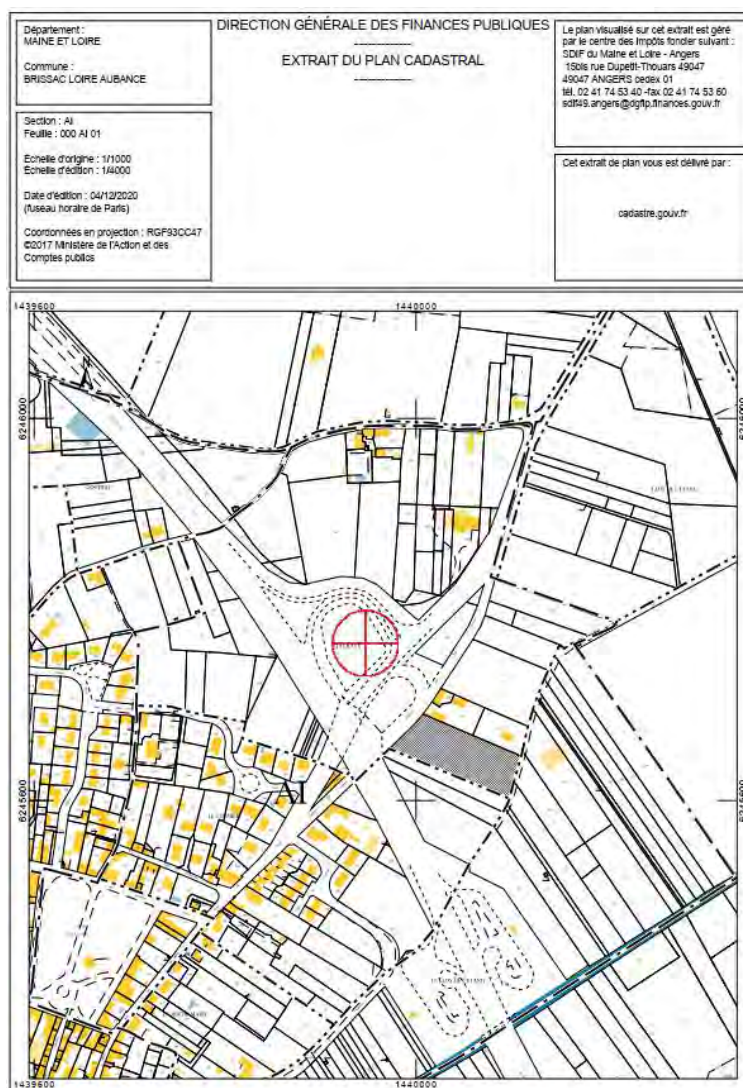 Département :
MAINE ET LOIRE
Commune :
BRISSAC LOIRE AUBANCE
Section : AI
Feuille : 000 AI 01
Échelle d'origine : 1/1000
Échelle d'édition : 1/4000
Date d'édition : 04/12/2020
(fuseau horaire de Paris)
Coordonnées en projection : RGF93CC47
©2017 Ministère de l'Action et des
Comptes publics
DIRECTION GÉNÉRALE DES FINANCES PUBLIQUES
EXTRAIT DU PLAN CADASTRAL
Le plan visualisé sur cet extrait est géré
par le centre des impôts foncier suivant :
SDIF du Maine et Loire - Angers
15bis rue Dupetit-Thouars 49047
49047 ANGERS cedex 01
tél. 02 41 74 53 40 -fax 02 41 74 53 60
sdif49.angers@dgfip.finances.gouv.fr
Cet extrait de plan vous est délivré par :
cadastre.gouv.fr
1439600
1440000
6246000
6246000
AI
6245600
6245600
1439600
1440000